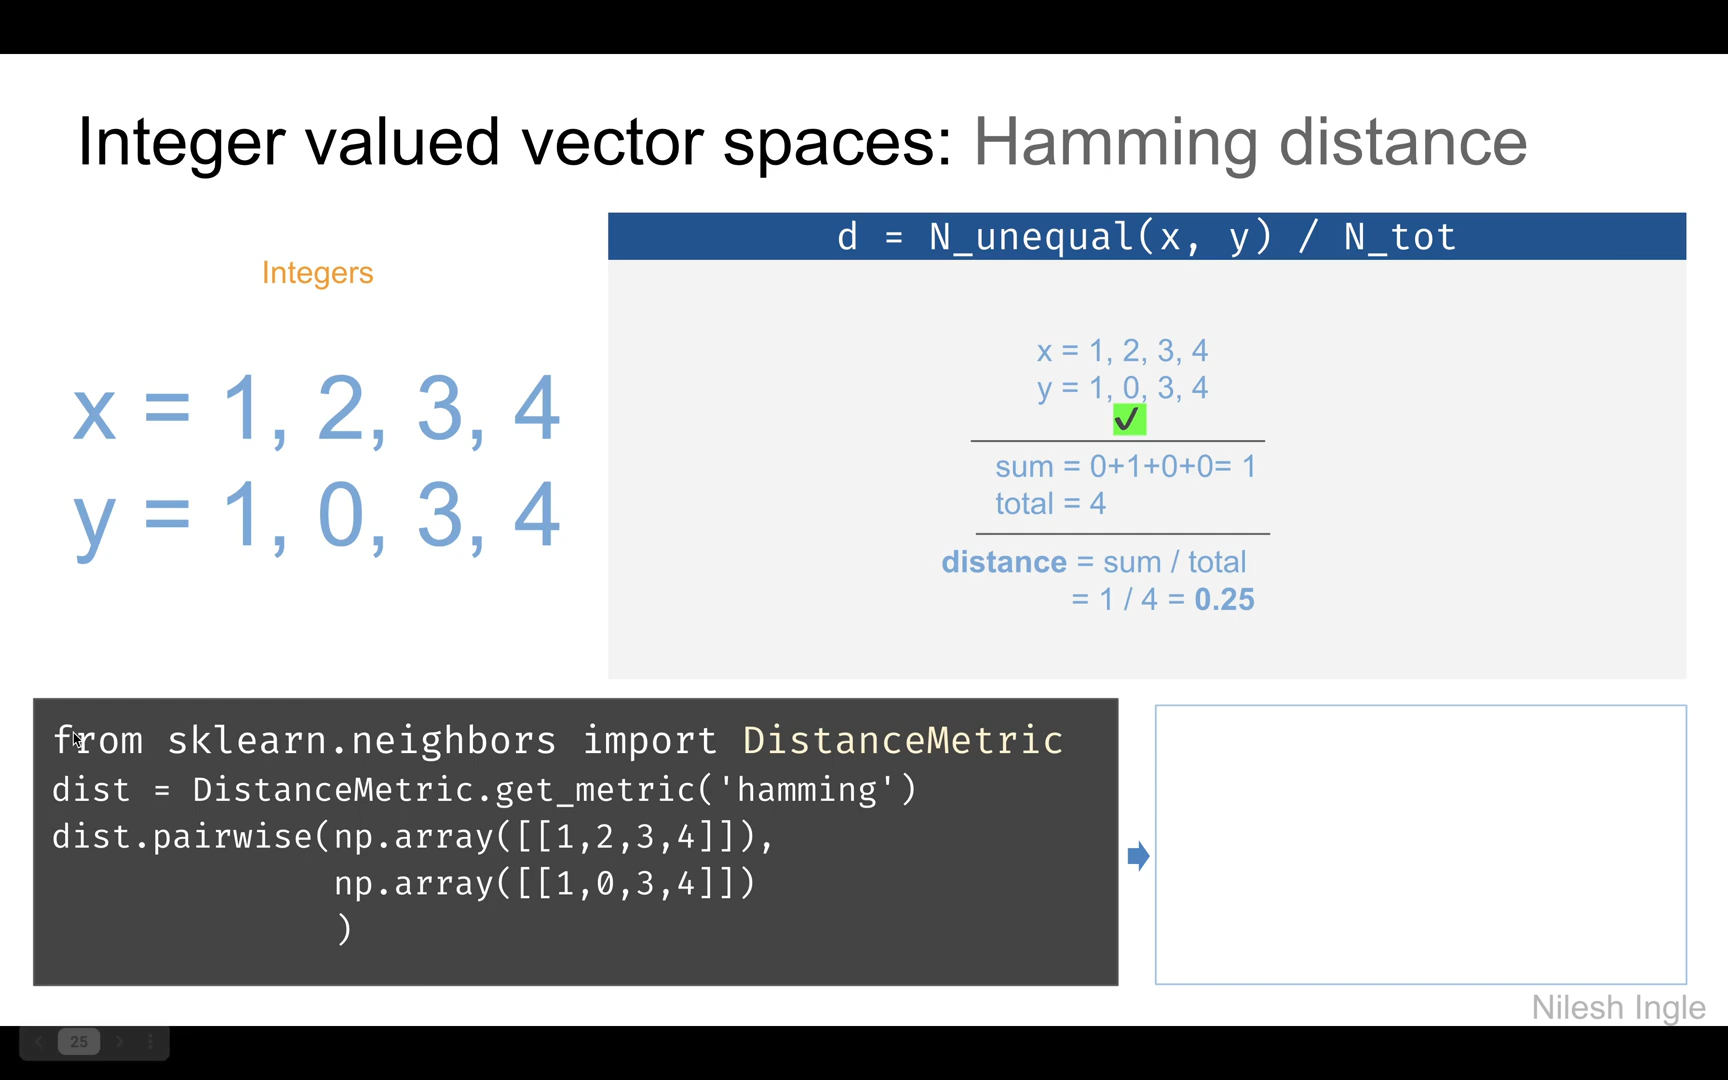 Integer valued vector spaces: Hamming distance
Integers
x = 1, 2, 3, 4
y = 1, 0, 3, 4
d = N_unequal(x, y) / N_tot
x = 1, 2, 3, 4
y = 1, 0, 3, 4
✓
sum = 0+1+0+0= 1
total = 4
distance = sum / total
= 1 / 4 = 0.25
from sklearn.neighbors import DistanceMetric
dist = DistanceMetric.get_metric('hamming')
dist.pairwise(np.array([[1,2,3,4]]),
np.array([[1,0,3,4]])
)
Nilesh Ingle
25